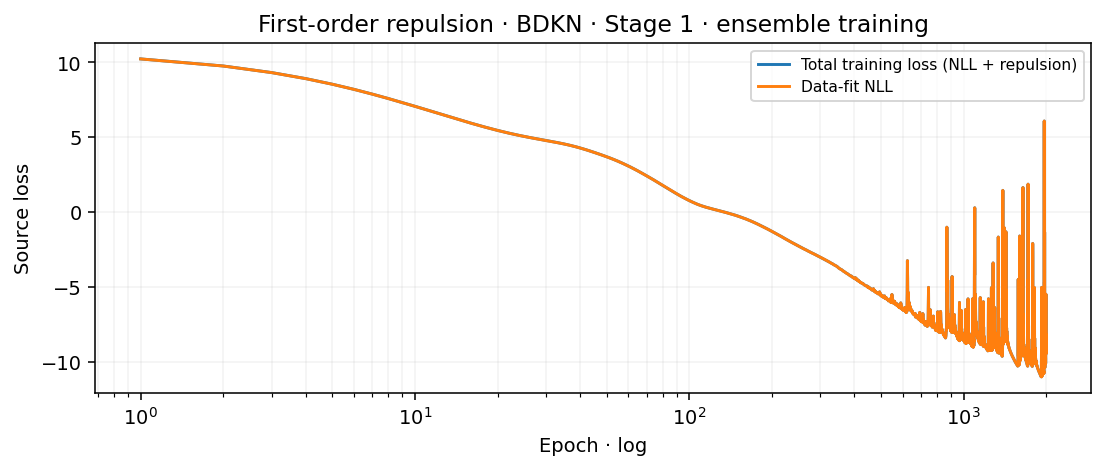 First-order repulsion · BDKN · Stage 1 · ensemble training
Total training loss (NLL + repulsion)
Data-fit NLL
Source loss
10
5
0
−5
−10
10⁰
10¹
10²
10³
Epoch · log